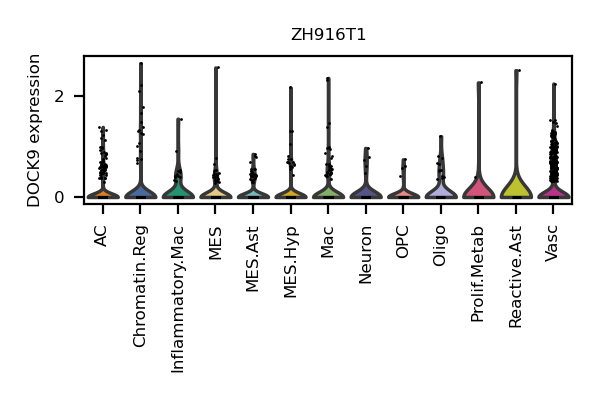 ZH916T1
DOCK9 expression
2
0
AC
Chromatin.Reg
Inflammatory.Mac
MES
MES.Ast
MES.Hyp
Mac
Neuron
OPC
Oligo
Prolif.Metab
Reactive.Ast
Vasc